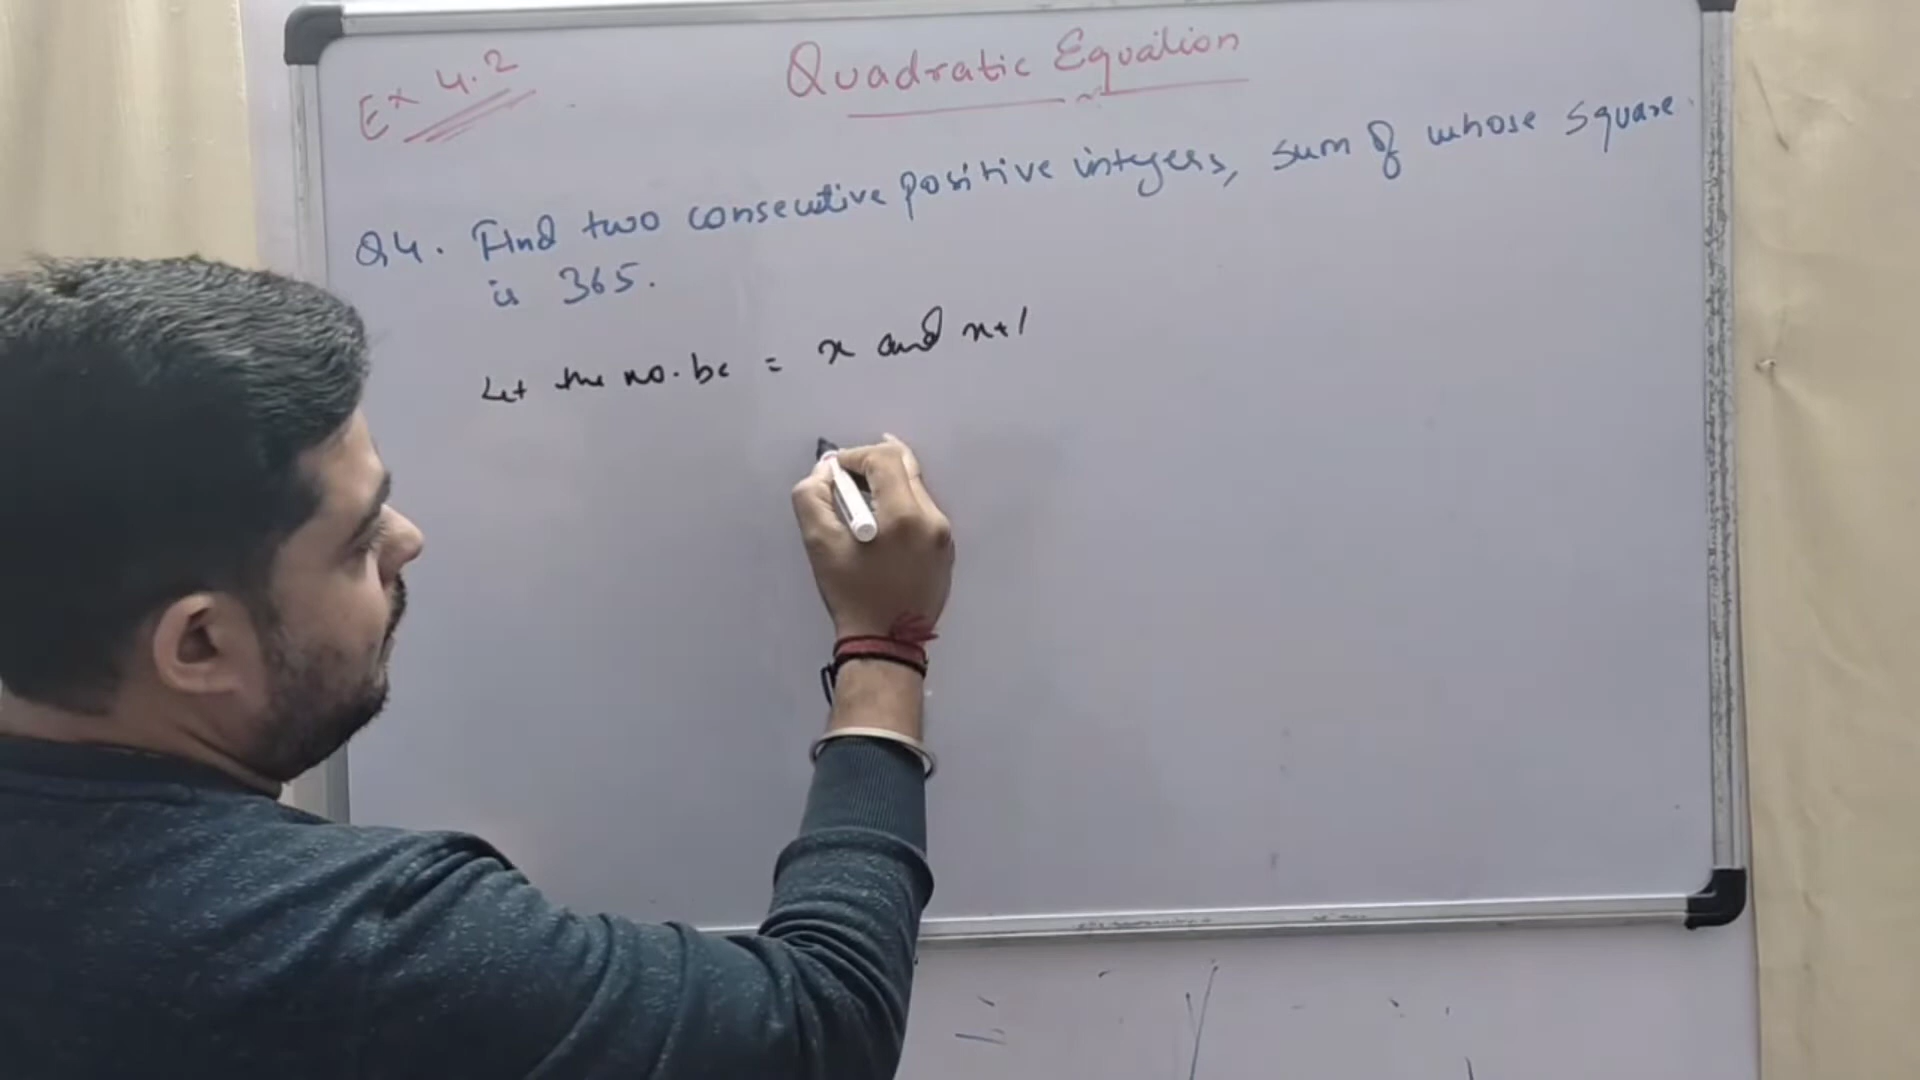 Ex 4.2
Quadratic Equation
Q4. Find two consecutive positive integers, sum of whose square
is 365.
Let the no. be = x and x+1